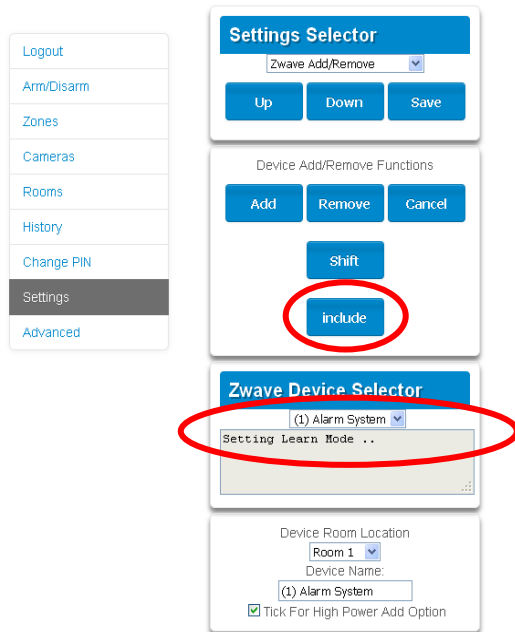 Logout
Arm/Disarm
Zones
Cameras
Rooms
History
Change PIN
Settings
Advanced
Settings Selector
Zwave Add/Remove
Up Down Save
Device Add/Remove Functions
Add Remove Cancel
Shift
include
Zwave Device Selector
(1) Alarm System
Setting Learn Mode ..
Device Room Location
Room 1
Device Name:
(1) Alarm System
Tick For High Power Add Option